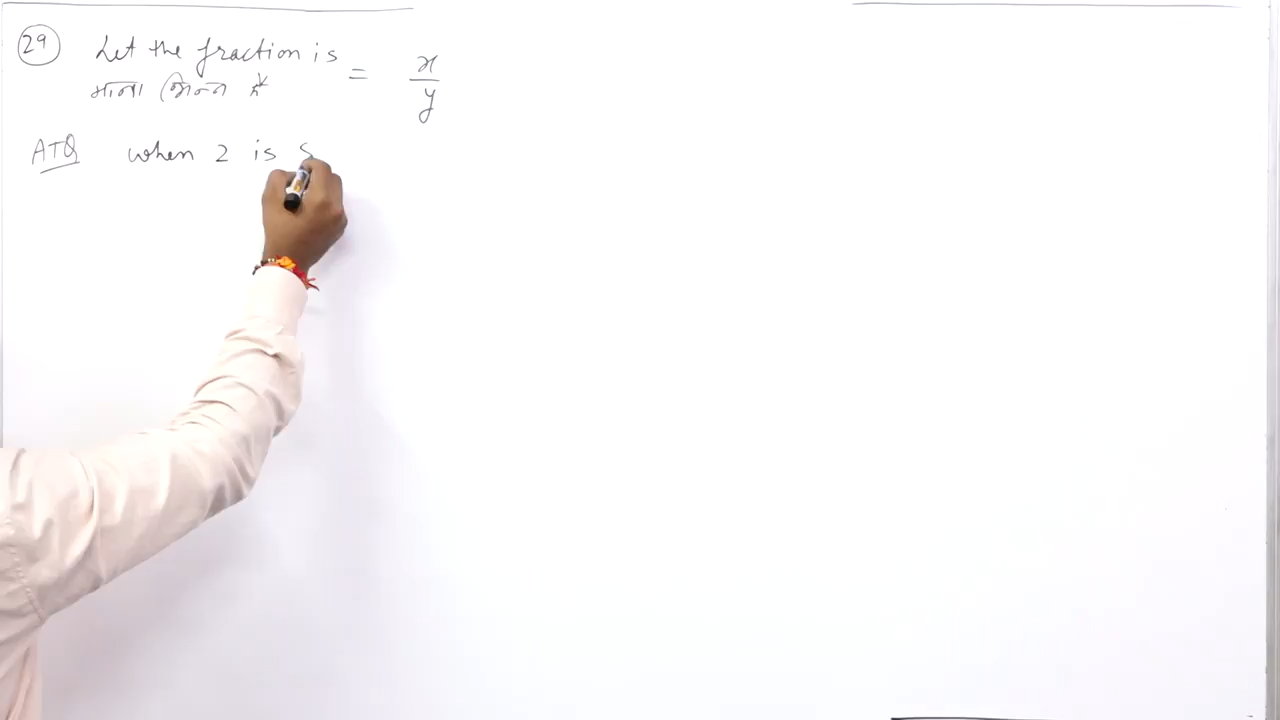 29 Let the fraction is = x/y
माना भिन्न है
ATQ when 2 is S